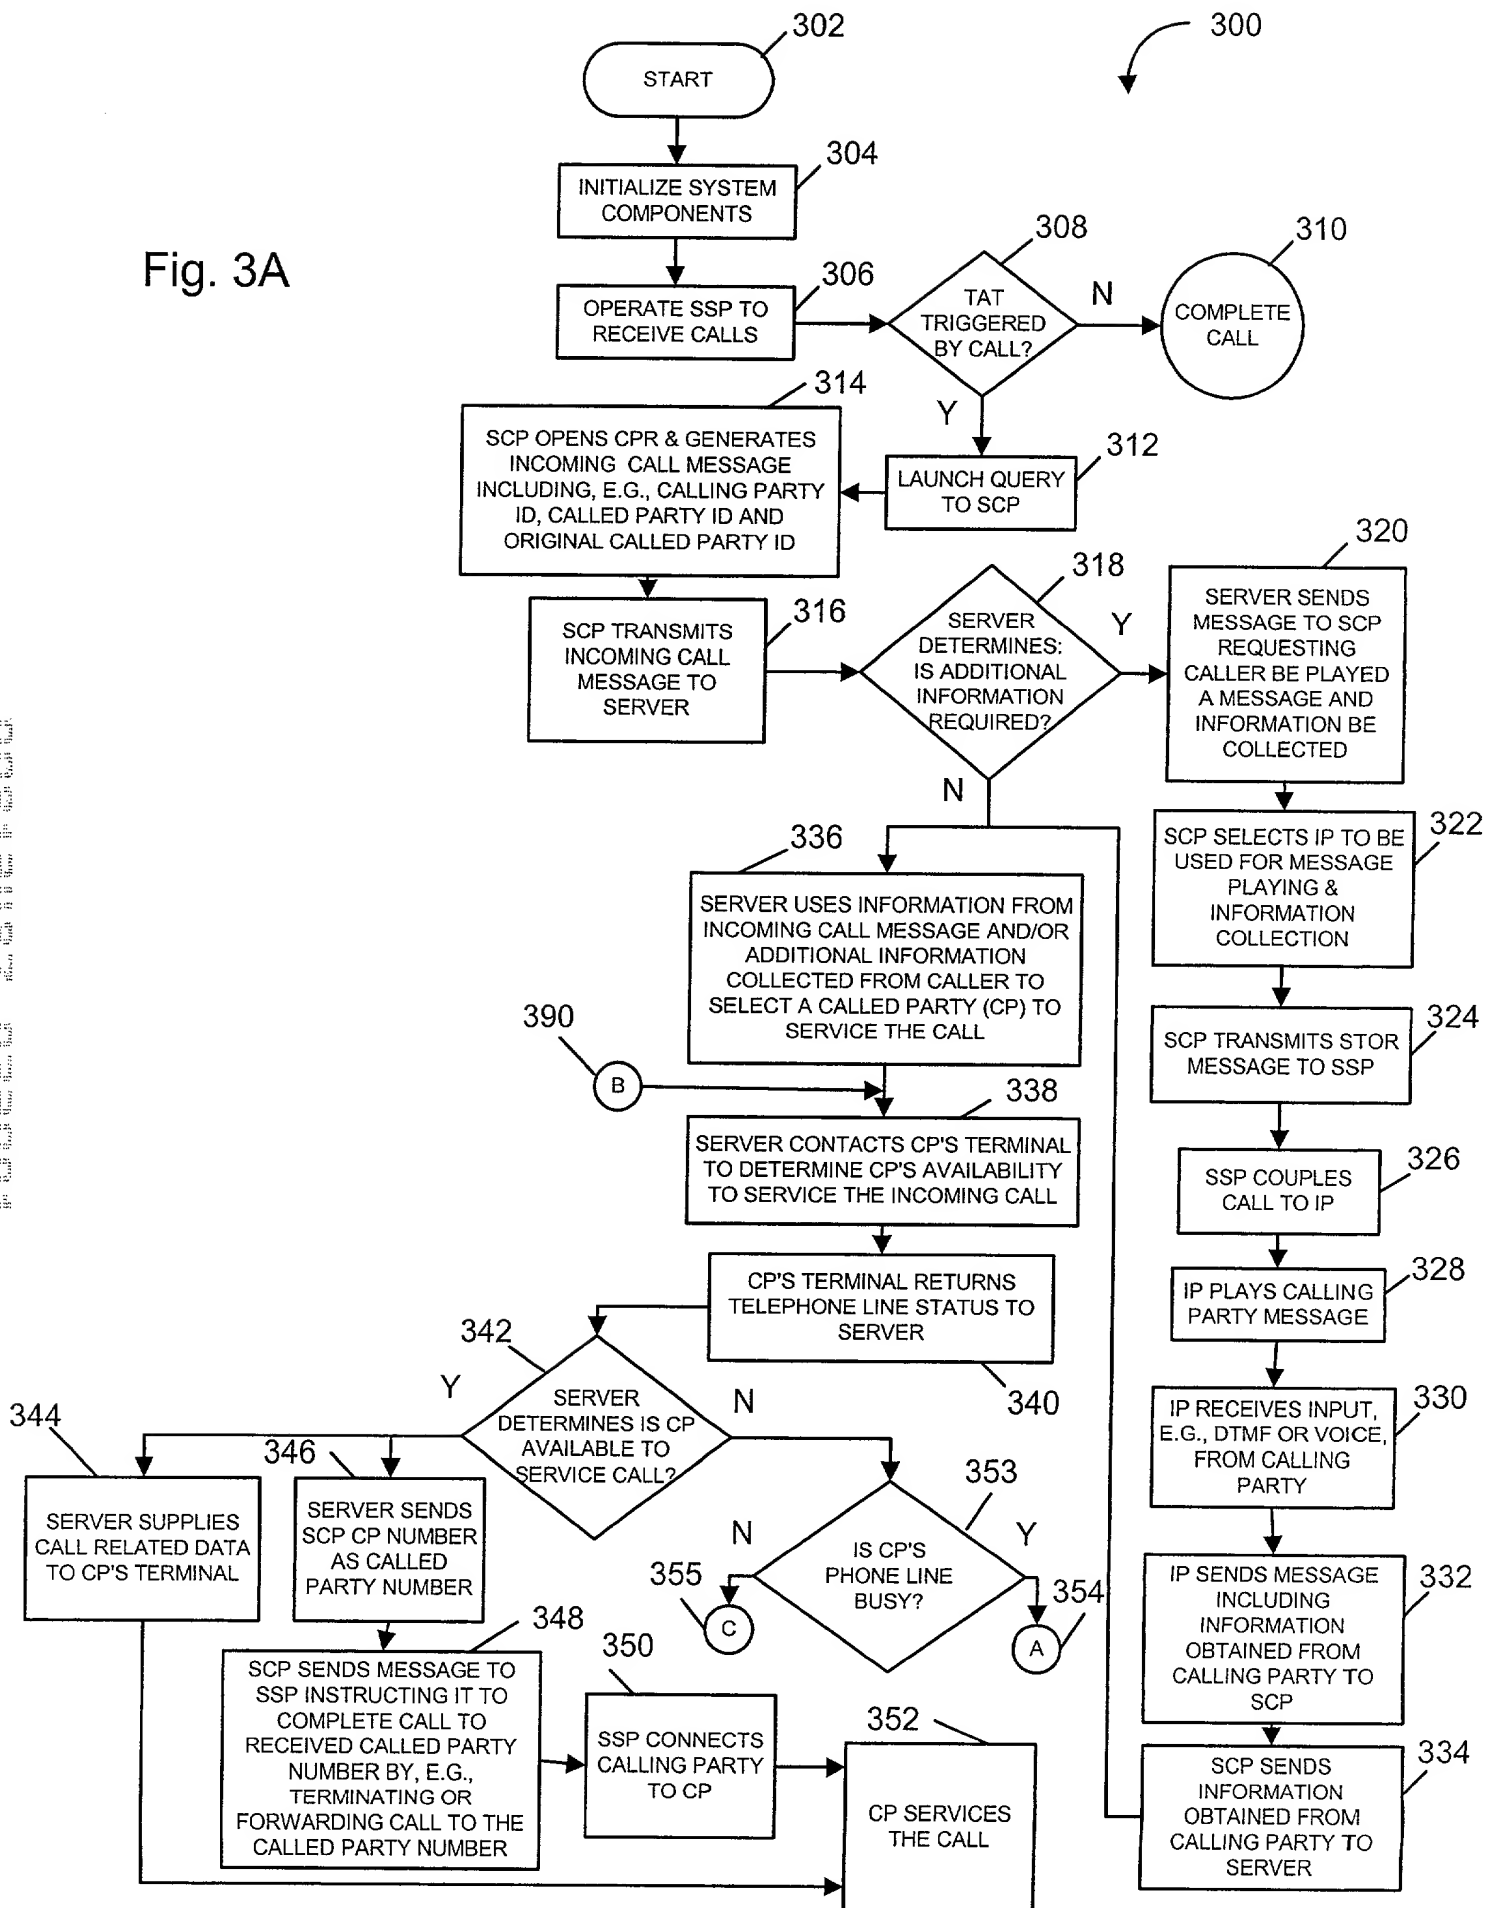 302
300
START
304
INITIALIZE SYSTEM
COMPONENTS
Fig. 3A
306
OPERATE SSP TO
RECEIVE CALLS
308
TAT
TRIGGERED
BY CALL?
N
310
COMPLETE
CALL
Y
312
LAUNCH QUERY
TO SCP
314
SCP OPENS CPR & GENERATES
INCOMING CALL MESSAGE
INCLUDING, E.G., CALLING PARTY
ID, CALLED PARTY ID AND
ORIGINAL CALLED PARTY ID
316
SCP TRANSMITS
INCOMING CALL
MESSAGE TO
SERVER
318
SERVER
DETERMINES:
IS ADDITIONAL
INFORMATION
REQUIRED?
Y
N
320
SERVER SENDS
MESSAGE TO SCP
REQUESTING
CALLER BE PLAYED
A MESSAGE AND
INFORMATION BE
COLLECTED
322
SCP SELECTS IP TO BE
USED FOR MESSAGE
PLAYING &
INFORMATION
COLLECTION
324
SCP TRANSMITS STOR
MESSAGE TO SSP
326
SSP COUPLES
CALL TO IP
328
IP PLAYS CALLING
PARTY MESSAGE
330
IP RECEIVES INPUT,
E.G., DTMF OR VOICE,
FROM CALLING
PARTY
332
IP SENDS MESSAGE
INCLUDING
INFORMATION
OBTAINED FROM
CALLING PARTY TO
SCP
334
SCP SENDS
INFORMATION
OBTAINED FROM
CALLING PARTY TO
SERVER
336
SERVER USES INFORMATION FROM
INCOMING CALL MESSAGE AND/OR
ADDITIONAL INFORMATION
COLLECTED FROM CALLER TO
SELECT A CALLED PARTY (CP) TO
SERVICE THE CALL
390
B
338
SERVER CONTACTS CP'S TERMINAL
TO DETERMINE CP'S AVAILABILITY
TO SERVICE THE INCOMING CALL
CP'S TERMINAL RETURNS
TELEPHONE LINE STATUS TO
SERVER
340
342
SERVER
DETERMINES IS CP
AVAILABLE TO
SERVICE CALL?
Y
N
344
SERVER SUPPLIES
CALL RELATED DATA
TO CP'S TERMINAL
346
SERVER SENDS
SCP CP NUMBER
AS CALLED
PARTY NUMBER
348
SCP SENDS MESSAGE TO
SSP INSTRUCTING IT TO
COMPLETE CALL TO
RECEIVED CALLED PARTY
NUMBER BY, E.G.,
TERMINATING OR
FORWARDING CALL TO THE
CALLED PARTY NUMBER
350
SSP CONNECTS
CALLING PARTY
TO CP
352
CP SERVICES
THE CALL
353
IS CP'S
PHONE LINE
BUSY?
N
Y
355
C
354
A